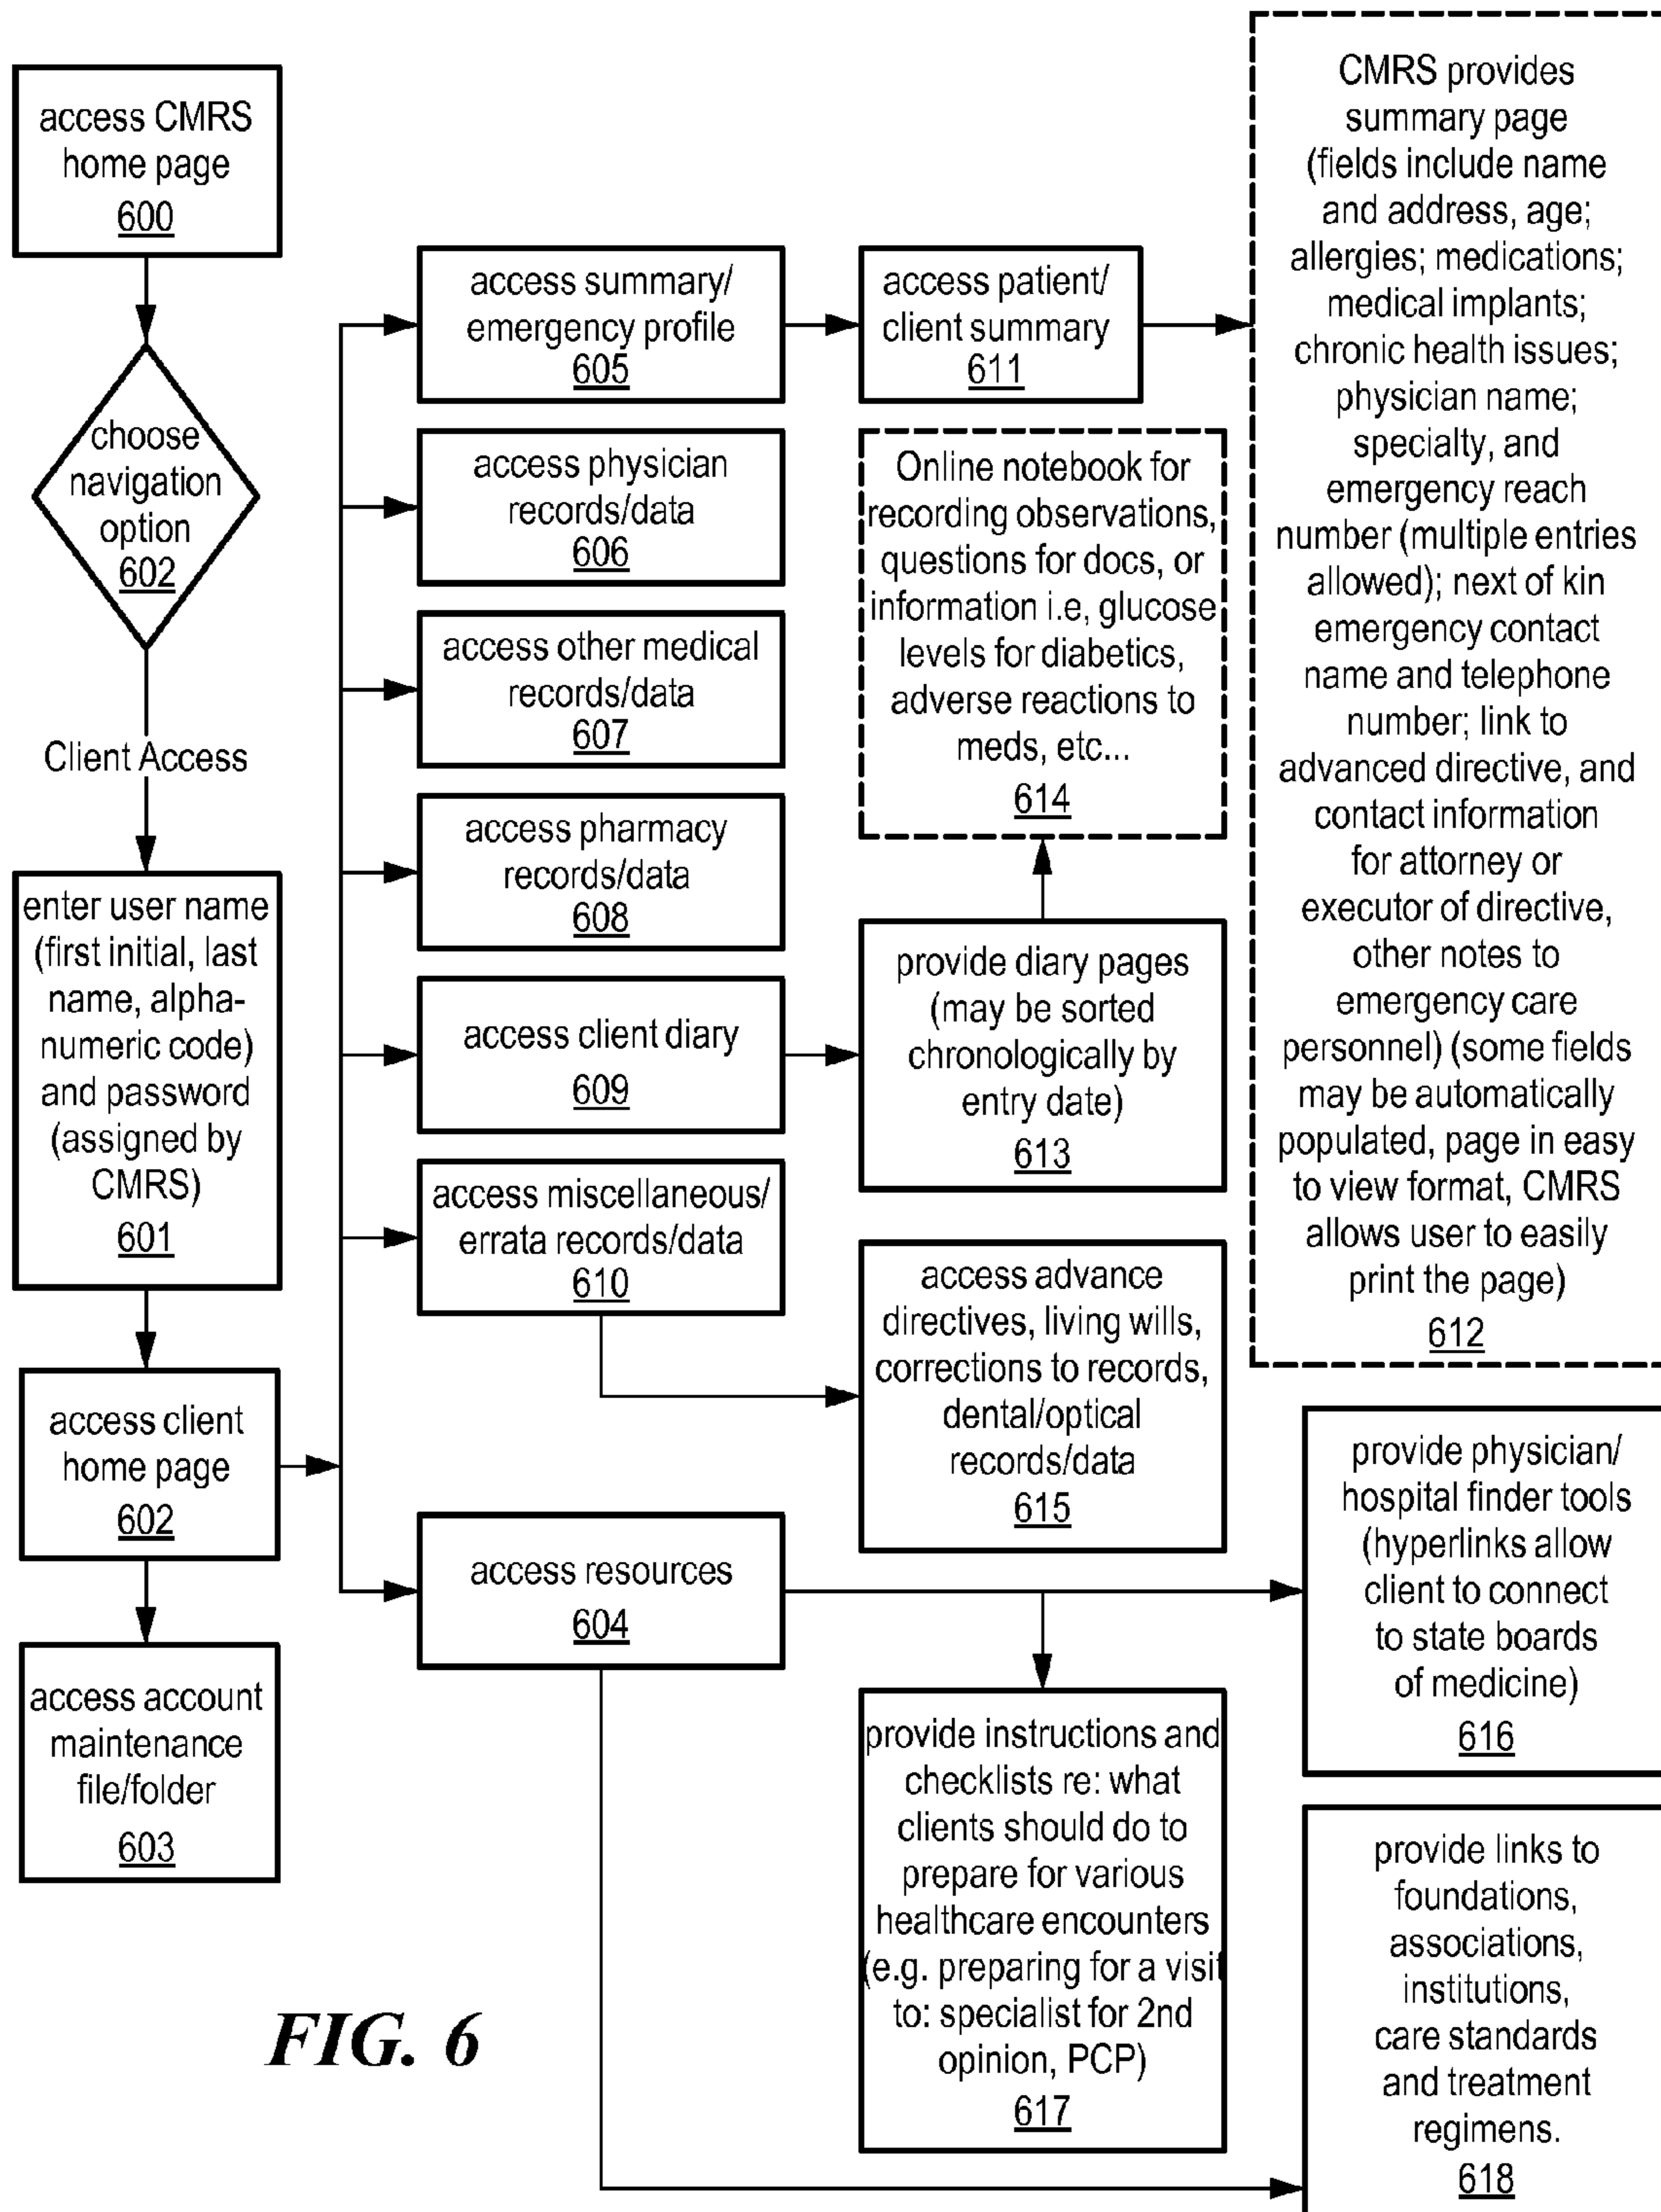 access CMRS
home page
600
choose
navigation
option
602
Client Access
enter user name
(first initial, last
name, alpha-
numeric code)
and password
(assigned by
CMRS)
601
access client
home page
602
access account
maintenance
file/folder
603
access summary/
emergency profile
605
access physician
records/data
606
access other medical
records/data
607
access pharmacy
records/data
608
access client diary
609
access miscellaneous/
errata records/data
610
access resources
604
access patient/
client summary
611
Online notebook for
recording observations,
questions for docs, or
information i.e, glucose
levels for diabetics,
adverse reactions to
meds, etc...
614
provide diary pages
(may be sorted
chronologically by
entry date)
613
access advance
directives, living wills,
corrections to records,
dental/optical
records/data
615
provide instructions and
checklists re: what
clients should do to
prepare for various
healthcare encounters
(e.g. preparing for a visit
to: specialist for 2nd
opinion, PCP)
617
CMRS provides
summary page
(fields include name
and address, age;
allergies; medications;
medical implants;
chronic health issues;
physician name;
specialty, and
emergency reach
number (multiple entries
allowed); next of kin
emergency contact
name and telephone
number; link to
advanced directive, and
contact information
for attorney or
executor of directive,
other notes to
emergency care
personnel) (some fields
may be automatically
populated, page in easy
to view format, CMRS
allows user to easily
print the page)
612
provide physician/
hospital finder tools
(hyperlinks allow
client to connect
to state boards
of medicine)
616
provide links to
foundations,
associations,
institutions,
care standards
and treatment
regimens.
618
FIG. 6